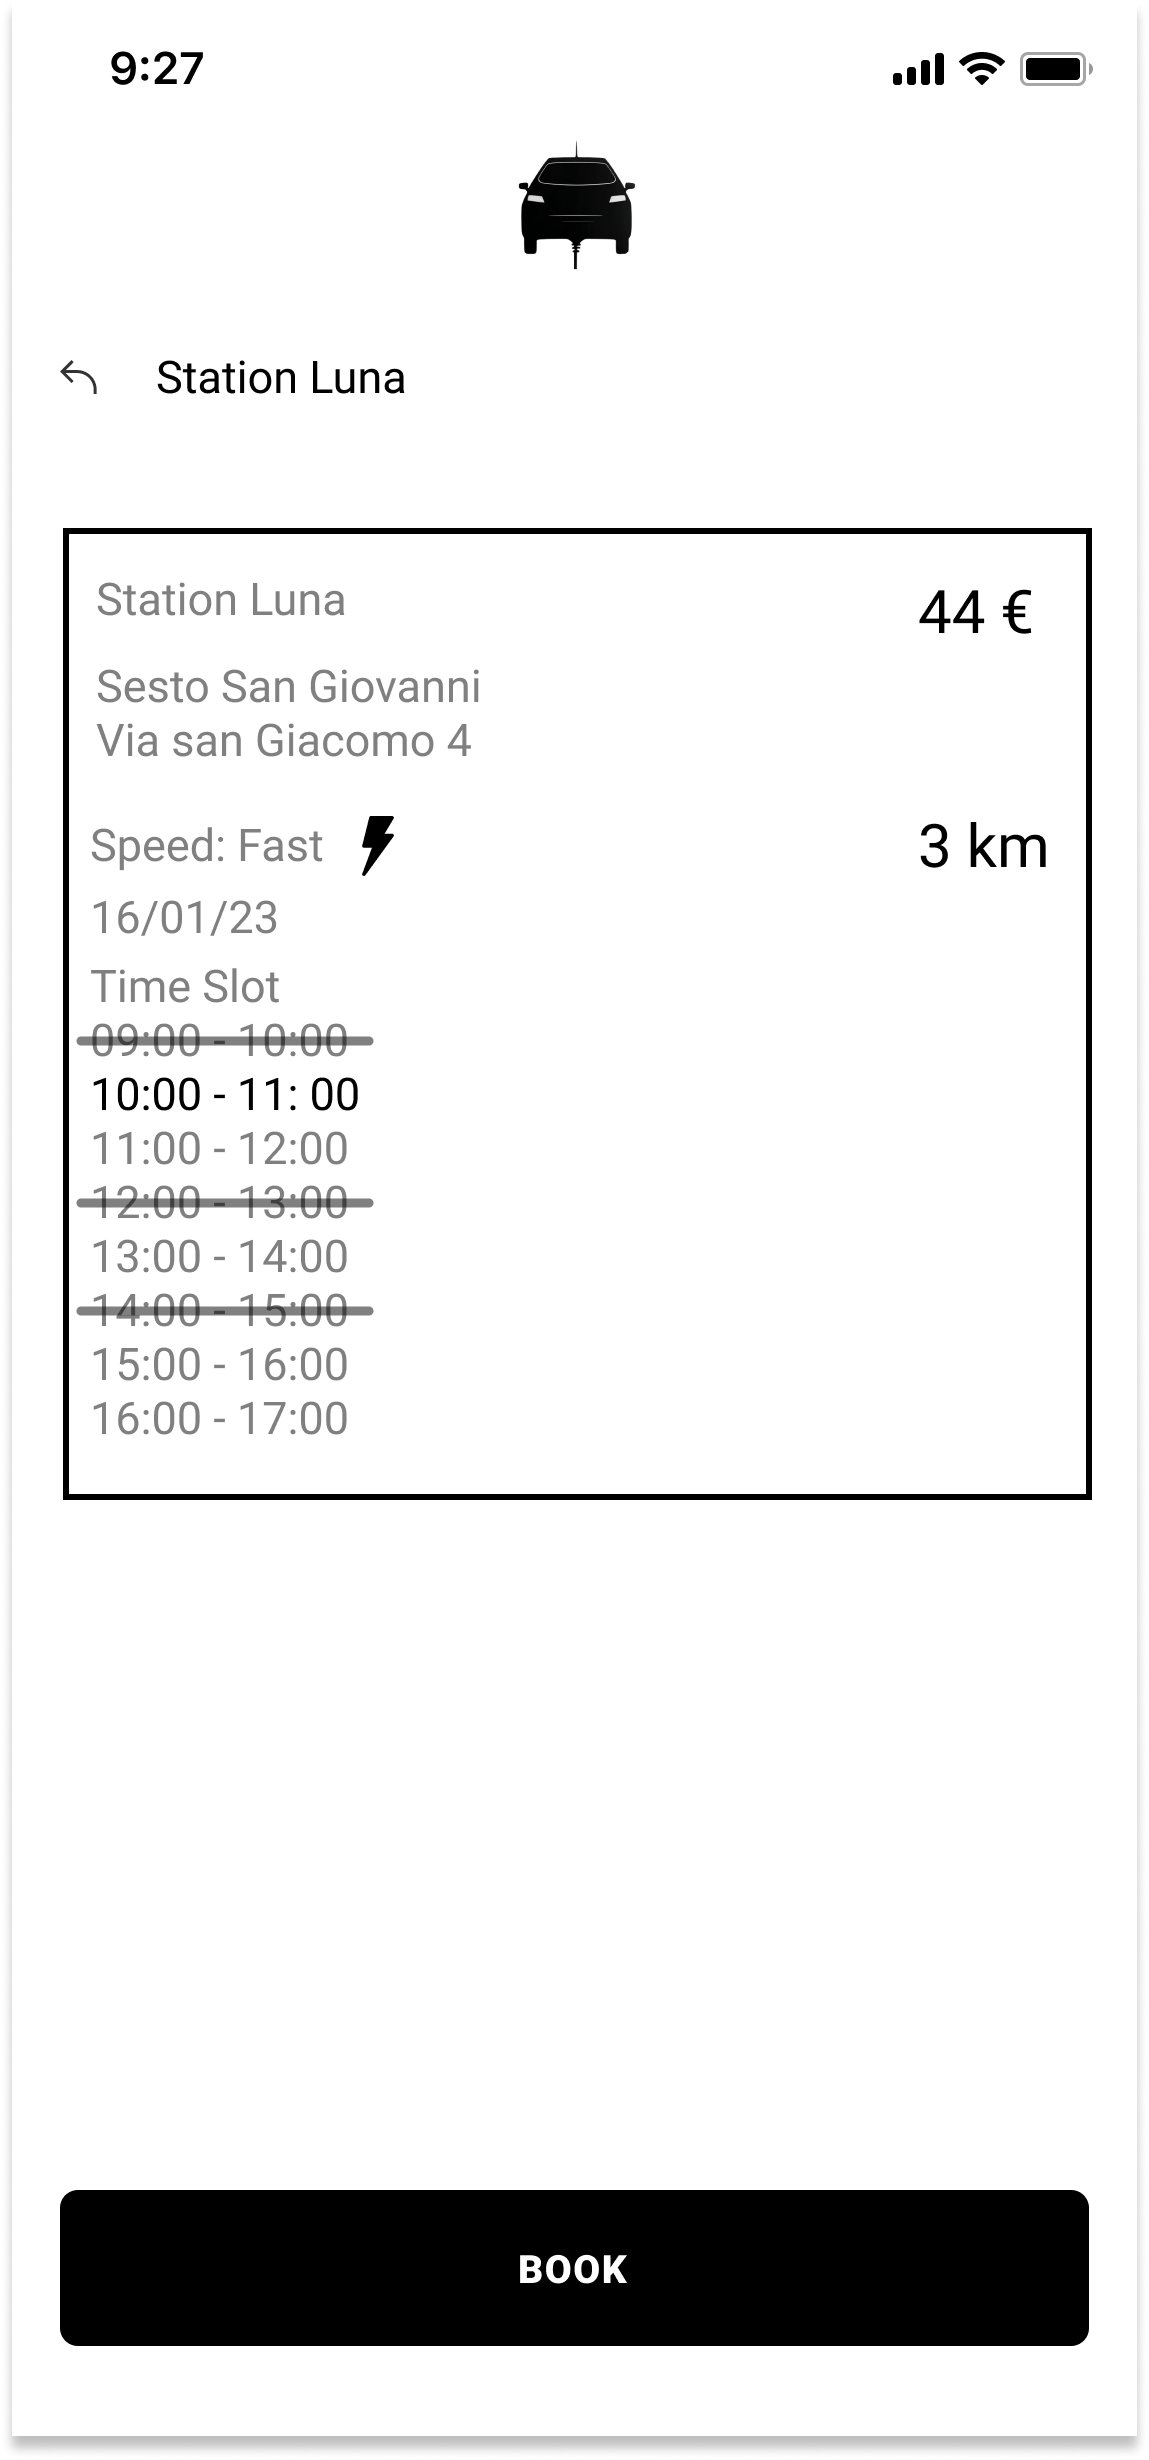 9:27
Station Luna
Station Luna
44 €
Sesto San Giovanni
Via san Giacomo 4
Speed: Fast
3 km
16/01/23
Time Slot
09:00 - 10:00
10:00 - 11: 00
11:00 - 12:00
12:00 - 13:00
13:00 - 14:00
14:00 - 15:00
15:00 - 16:00
16:00 - 17:00
BOOK